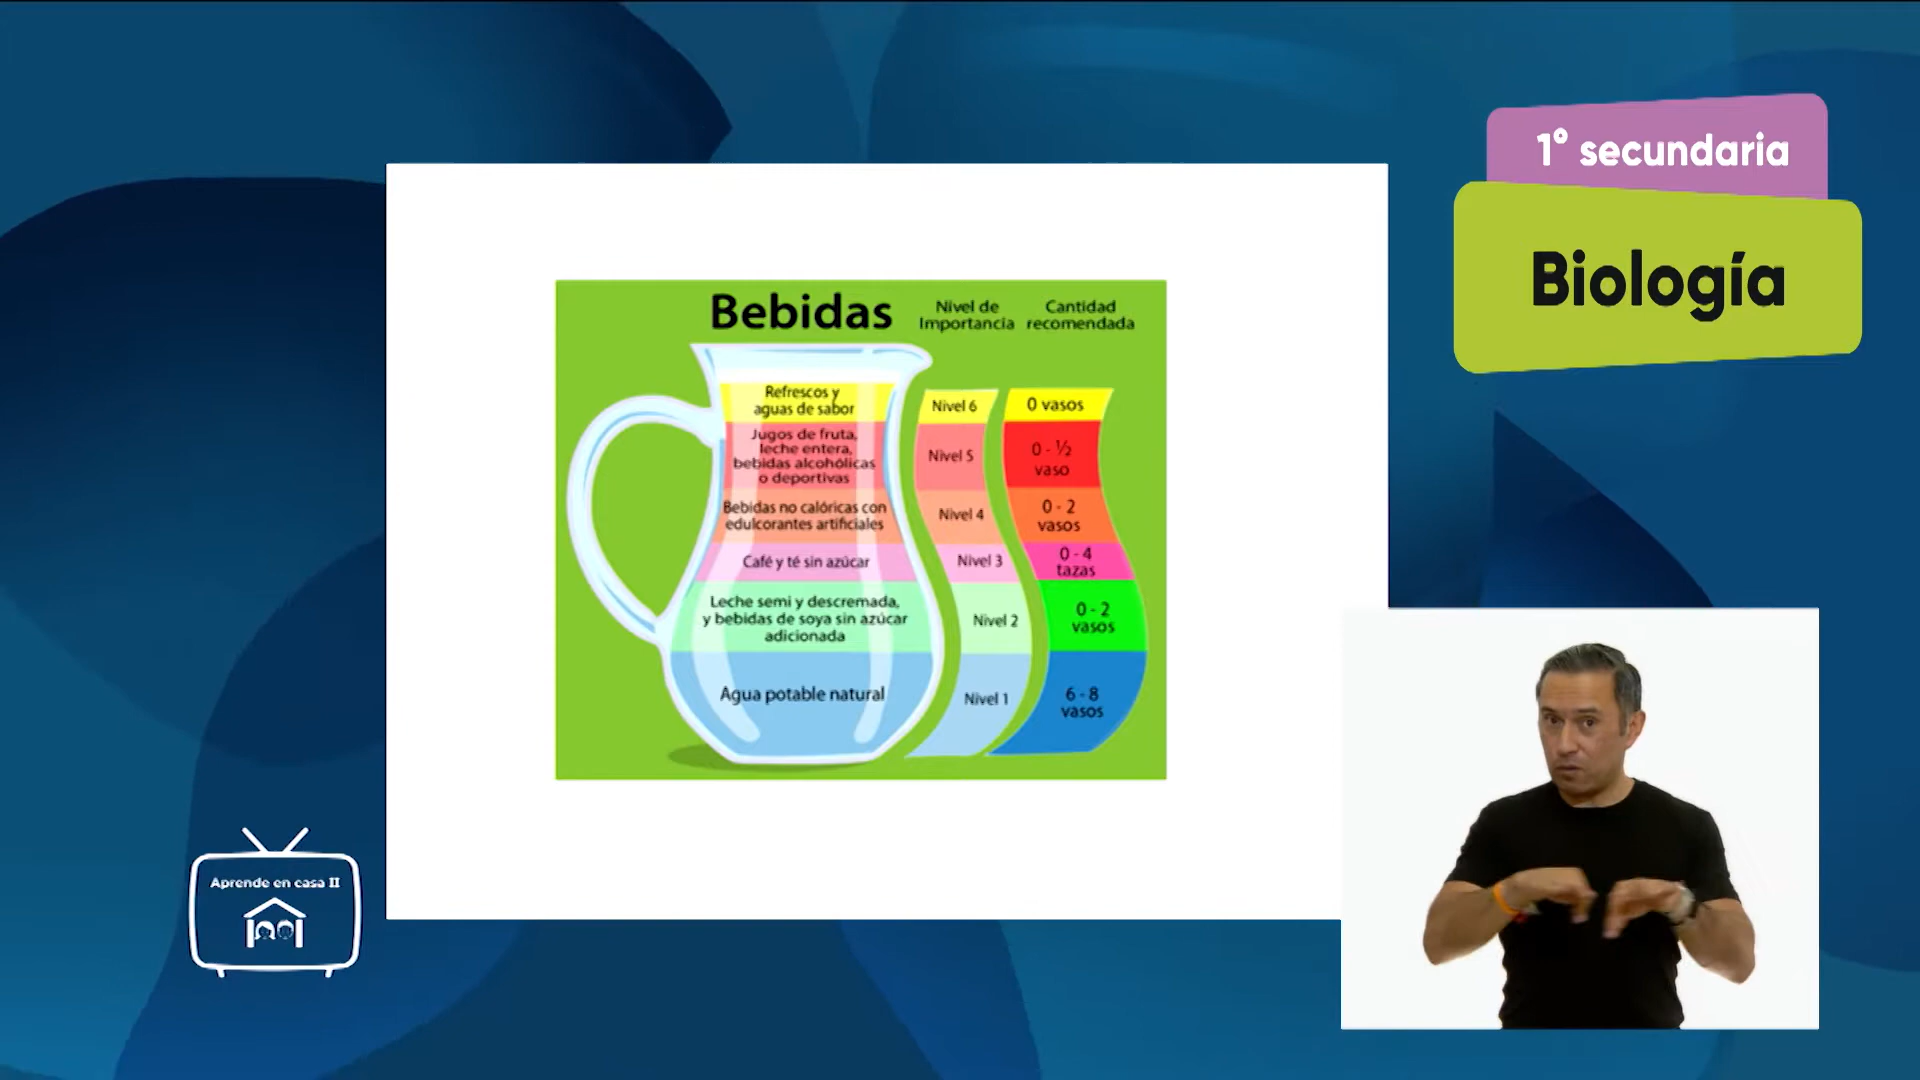 1° secundaria
Biología
Bebidas
Nivel de
Importancia
Cantidad
recomendada
Refrescos y
aguas de sabor
Nivel 6
0 vasos
Jugos de fruta,
leche entera,
bebidas alcohólicas
o deportivas
Nivel 5
0 - ½
vaso
Bebidas no calóricas con
edulcorantes artificiales
Nivel 4
0 - 2
vasos
Café y té sin azúcar
Nivel 3
0 - 4
tazas
Leche semi y descremada,
y bebidas de soya sin azúcar
adicionada
Nivel 2
0 - 2
vasos
Agua potable natural
Nivel 1
6 - 8
vasos
Aprende en casa II